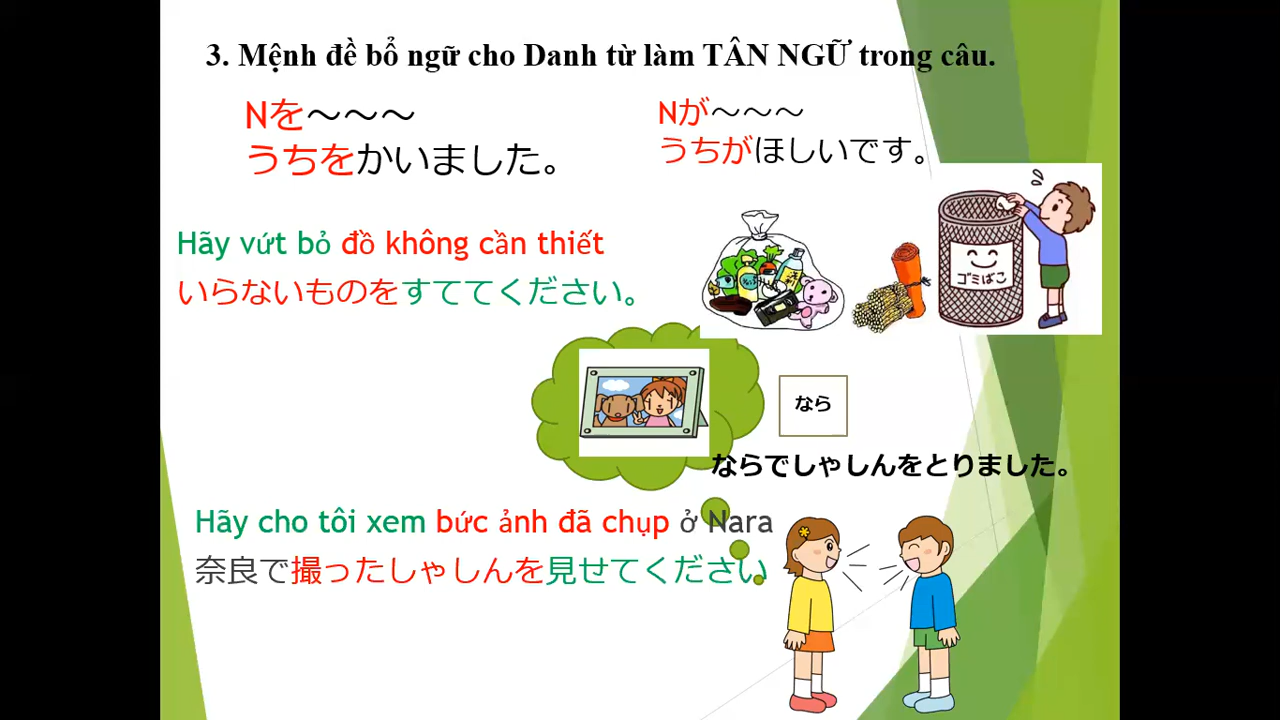 3. Mệnh đề bổ ngữ cho Danh từ làm TÂN NGỮ trong câu.
Nを～～～
うちをかいました。
Nが～～～
うちがほしいです。
Hãy vứt bỏ đồ không cần thiết
いらないものをすててください。
ゴミばこ
なら
ならでしゃしんをとりました。
Hãy cho tôi xem bức ảnh đã chụp ở Nara
奈良で撮ったしゃしんを見せてください